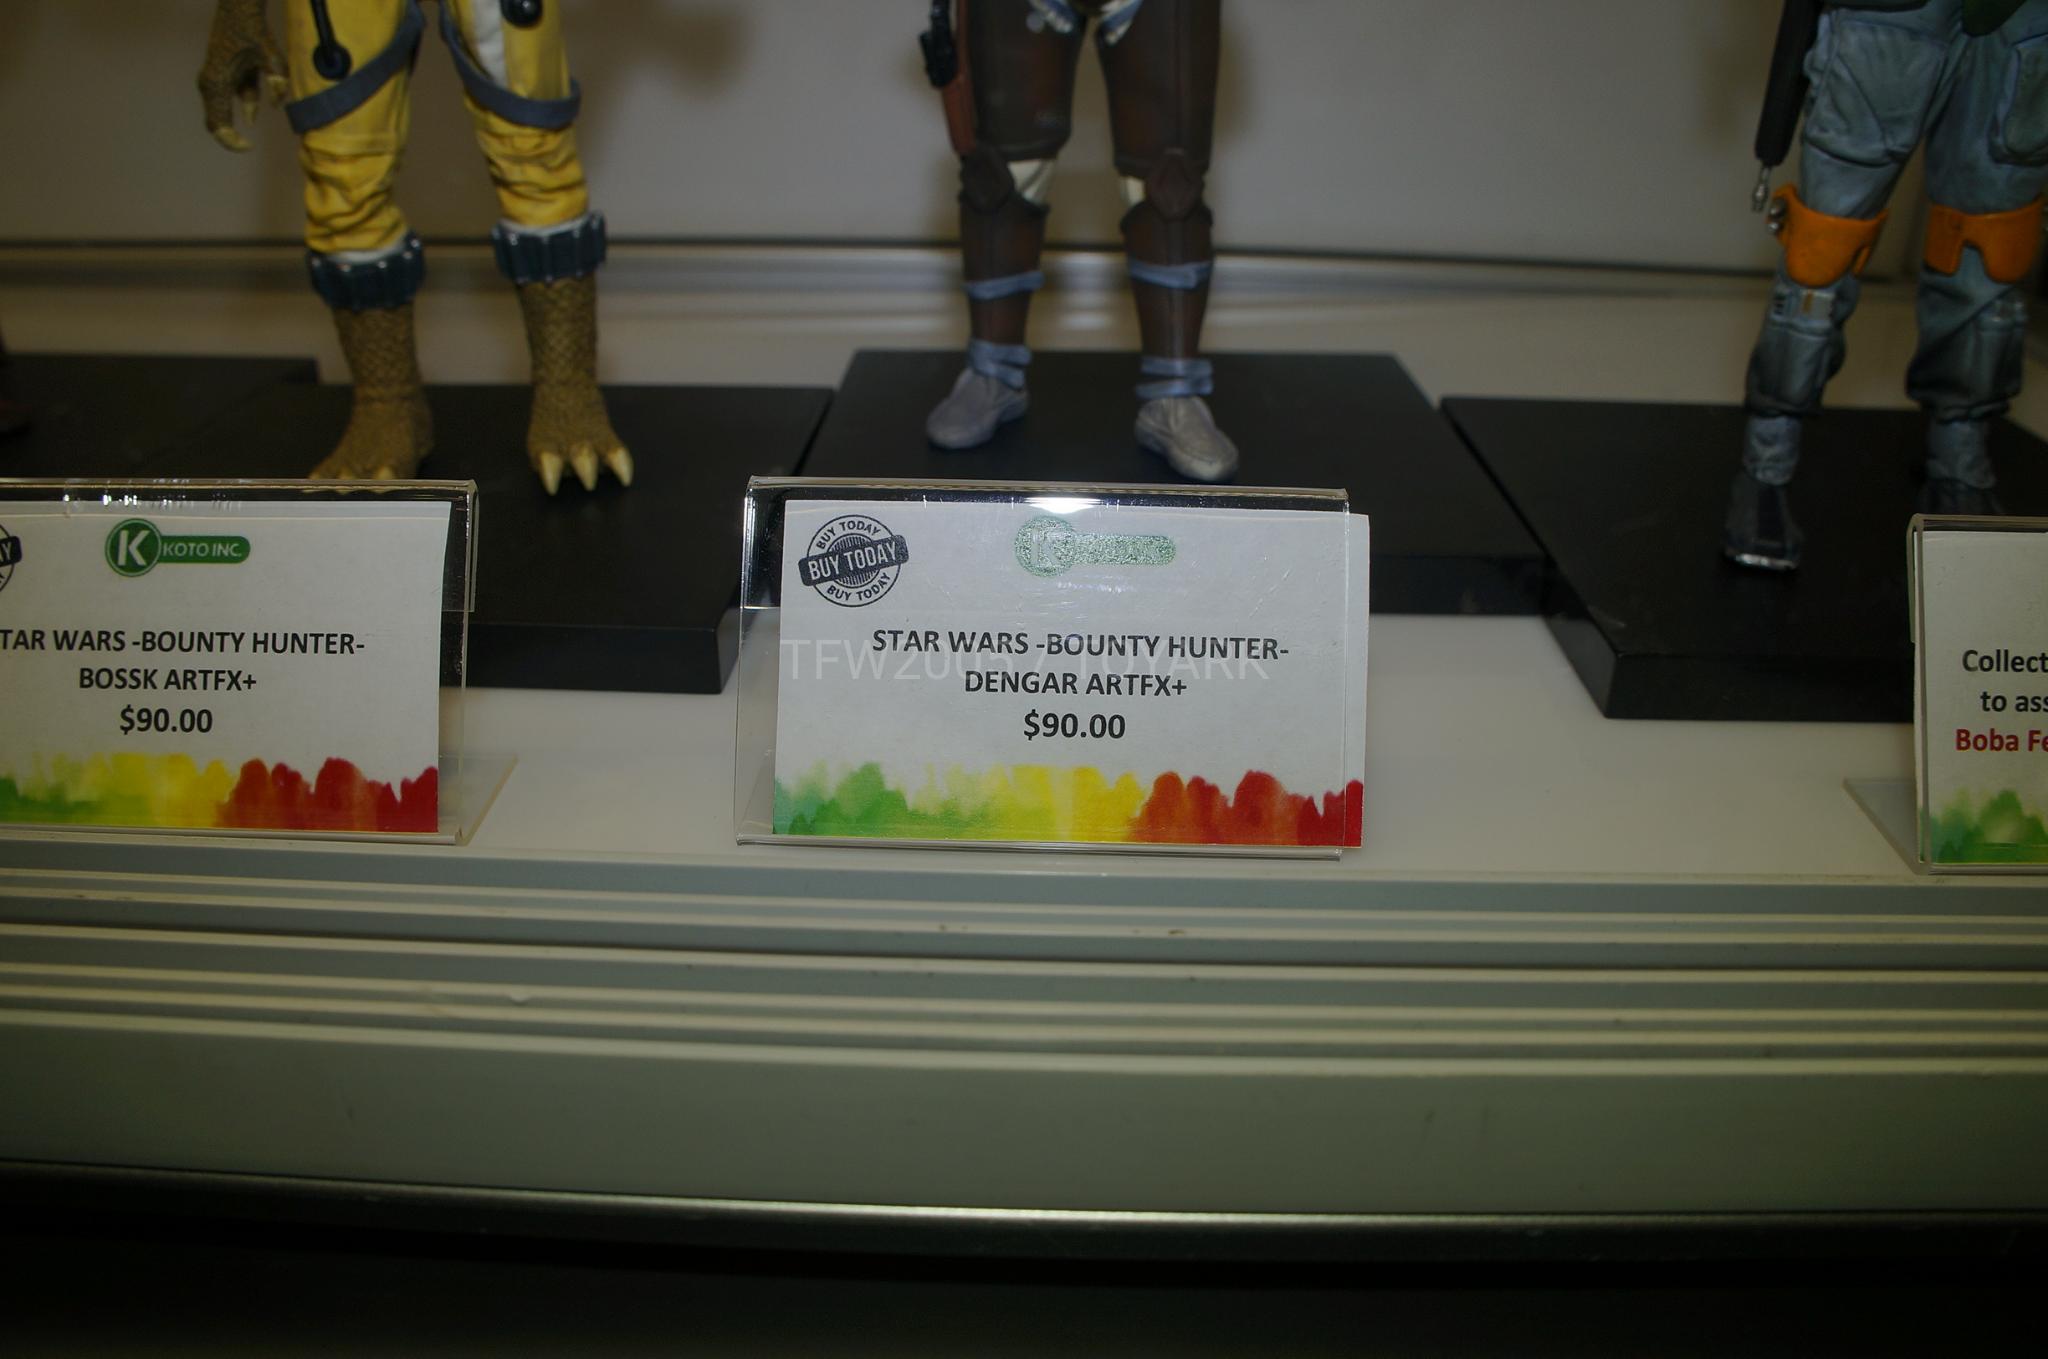 KOTO INC.
TAR WARS -BOUNTY HUNTER-
BOSSK ARTFX+
$90.00
BUY TODAY
BUY TODAY
BUY TODAY
K
STAR WARS -BOUNTY HUNTER-
DENGAR ARTFX+
$90.00
TFW2005 / TOYARK
Collect
to ass
Boba Fe